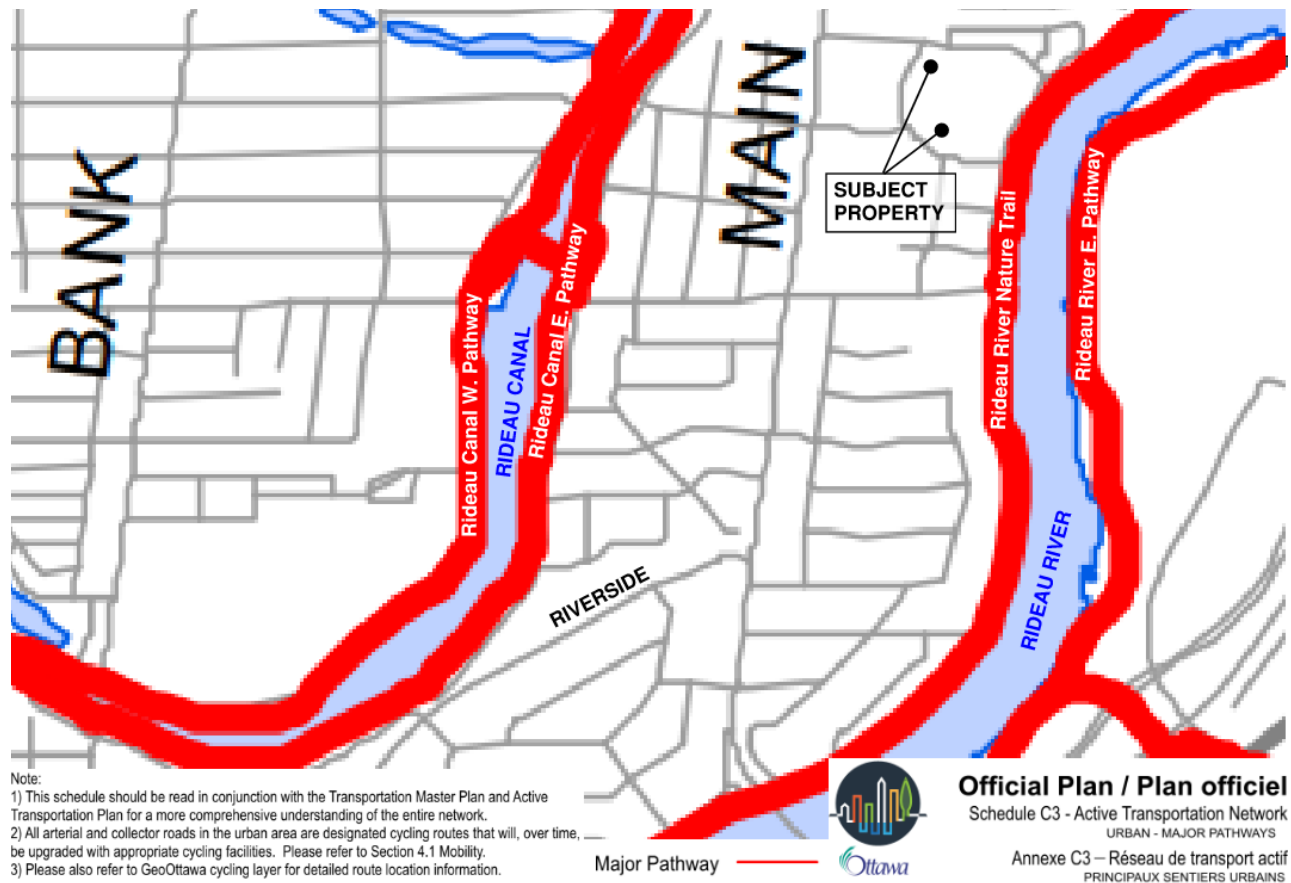 BANK
MAIN
SUBJECT
PROPERTY
Rideau Canal W. Pathway
RIDEAU CANAL
Rideau Canal E. Pathway
Rideau River Nature Trail
Rideau River E. Pathway
RIVERSIDE
RIDEAU RIVER
Note:
1) This schedule should be read in conjunction with the Transportation Master Plan and Active
Transportation Plan for a more comprehensive understanding of the entire network.
2) All arterial and collector roads in the urban area are designated cycling routes that will, over time,
be upgraded with appropriate cycling facilities. Please refer to Section 4.1 Mobility.
3) Please also refer to GeoOttawa cycling layer for detailed route location information.
Major Pathway
Ottawa
Official Plan / Plan officiel
Schedule C3 - Active Transportation Network
URBAN - MAJOR PATHWAYS
Annexe C3 – Réseau de transport actif
PRINCIPAUX SENTIERS URBAINS